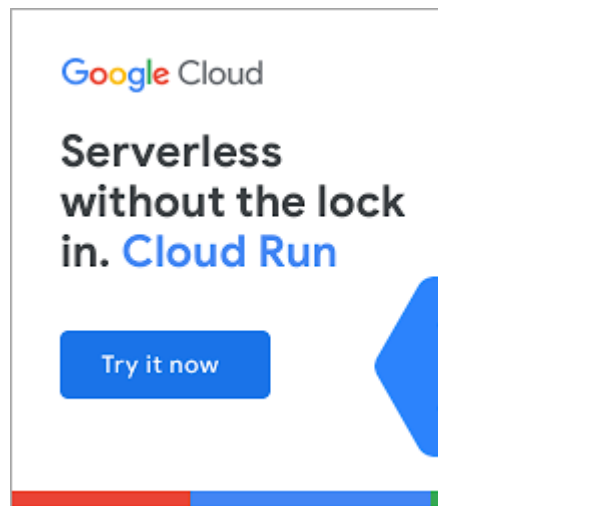 Google Cloud
Serverless
without the lock
in. Cloud Run
Try it now